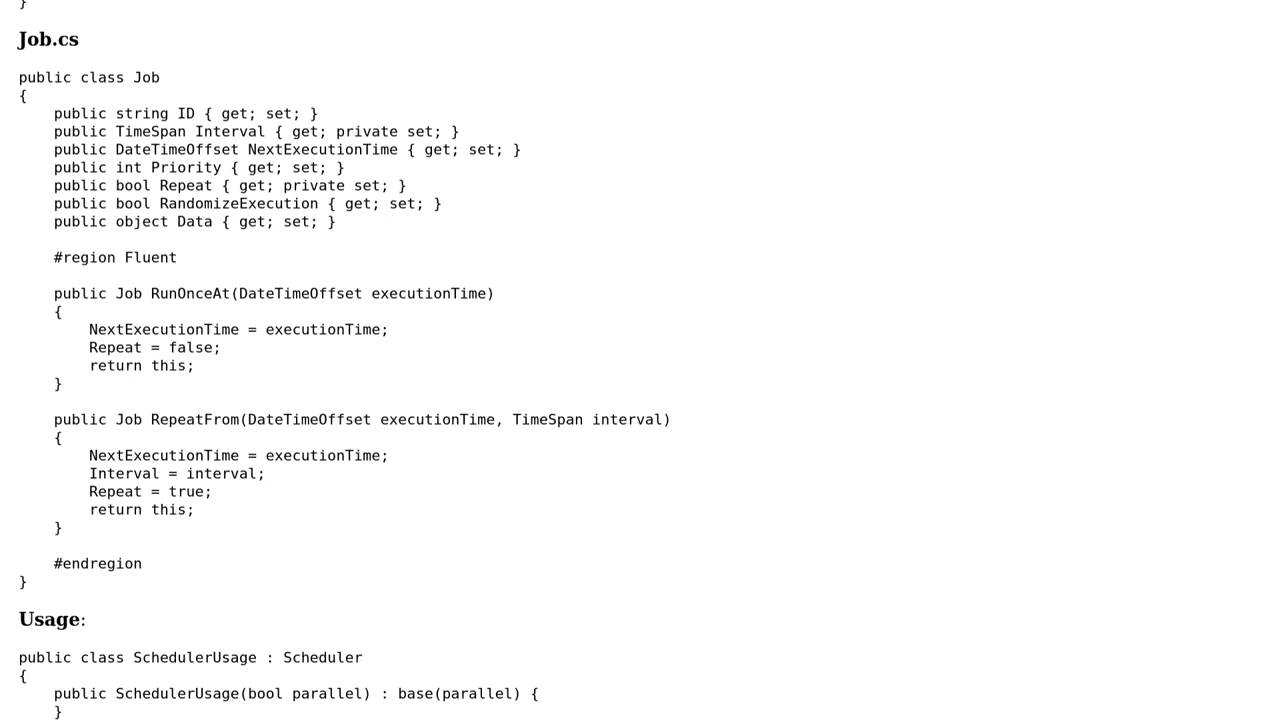 }
Job.cs
public class Job
{
    public string ID { get; set; }
    public TimeSpan Interval { get; private set; }
    public DateTimeOffset NextExecutionTime { get; set; }
    public int Priority { get; set; }
    public bool Repeat { get; private set; }
    public bool RandomizeExecution { get; set; }
    public object Data { get; set; }
    #region Fluent
    public Job RunOnceAt(DateTimeOffset executionTime)
    {
        NextExecutionTime = executionTime;
        Repeat = false;
        return this;
    }
    public Job RepeatFrom(DateTimeOffset executionTime, TimeSpan interval)
    {
        NextExecutionTime = executionTime;
        Interval = interval;
        Repeat = true;
        return this;
    }
    #endregion
}
Usage:
public class SchedulerUsage : Scheduler
{
    public SchedulerUsage(bool parallel) : base(parallel) {
    }